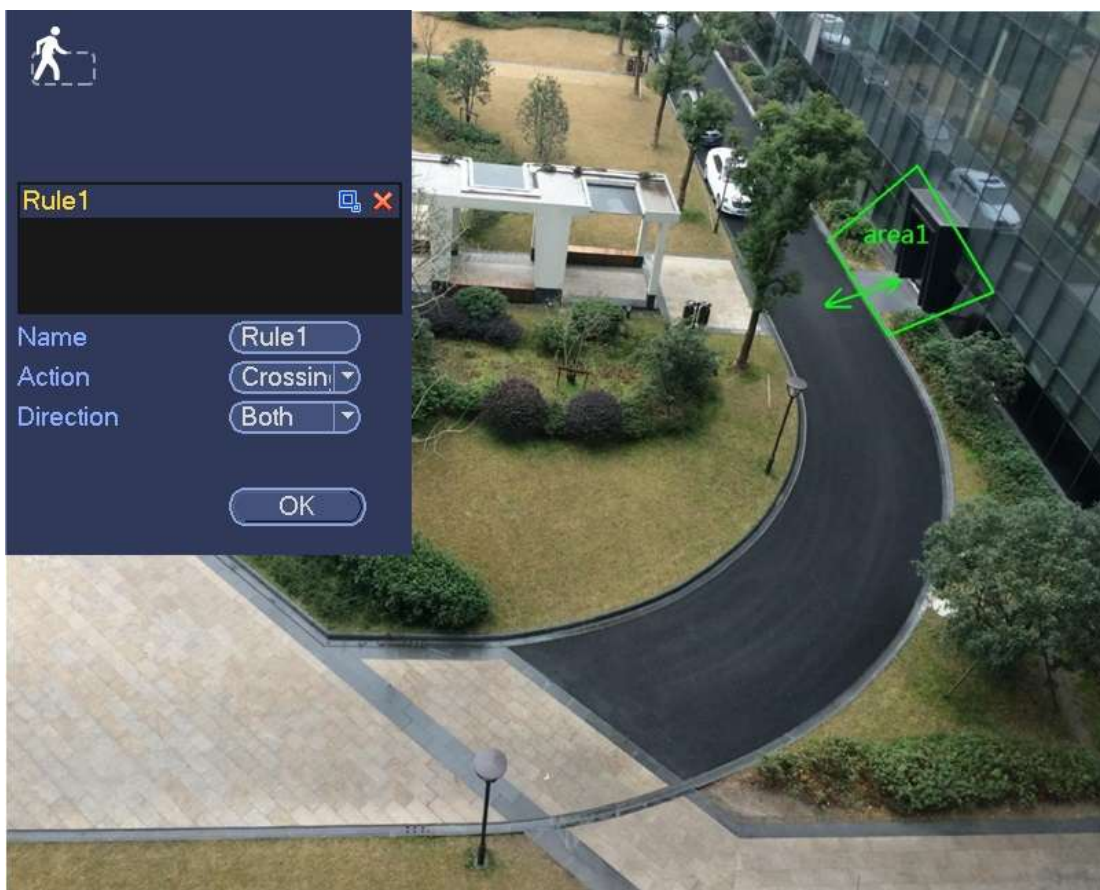 Rule1
Name Rule1
Action Crossin
Direction Both
OK
area1